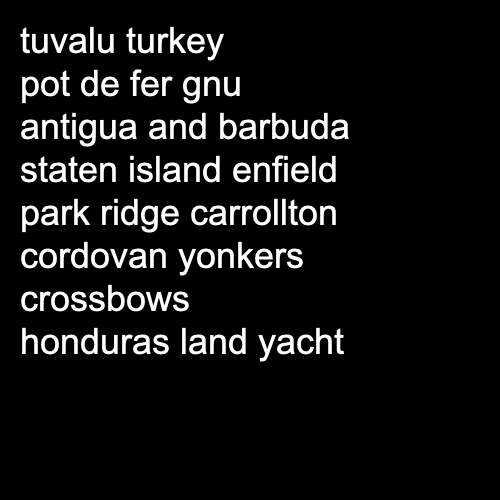 tuvalu turkey
pot de fer gnu
antigua and barbuda
staten island enfield
park ridge carrollton
cordovan yonkers
crossbows
honduras land yacht